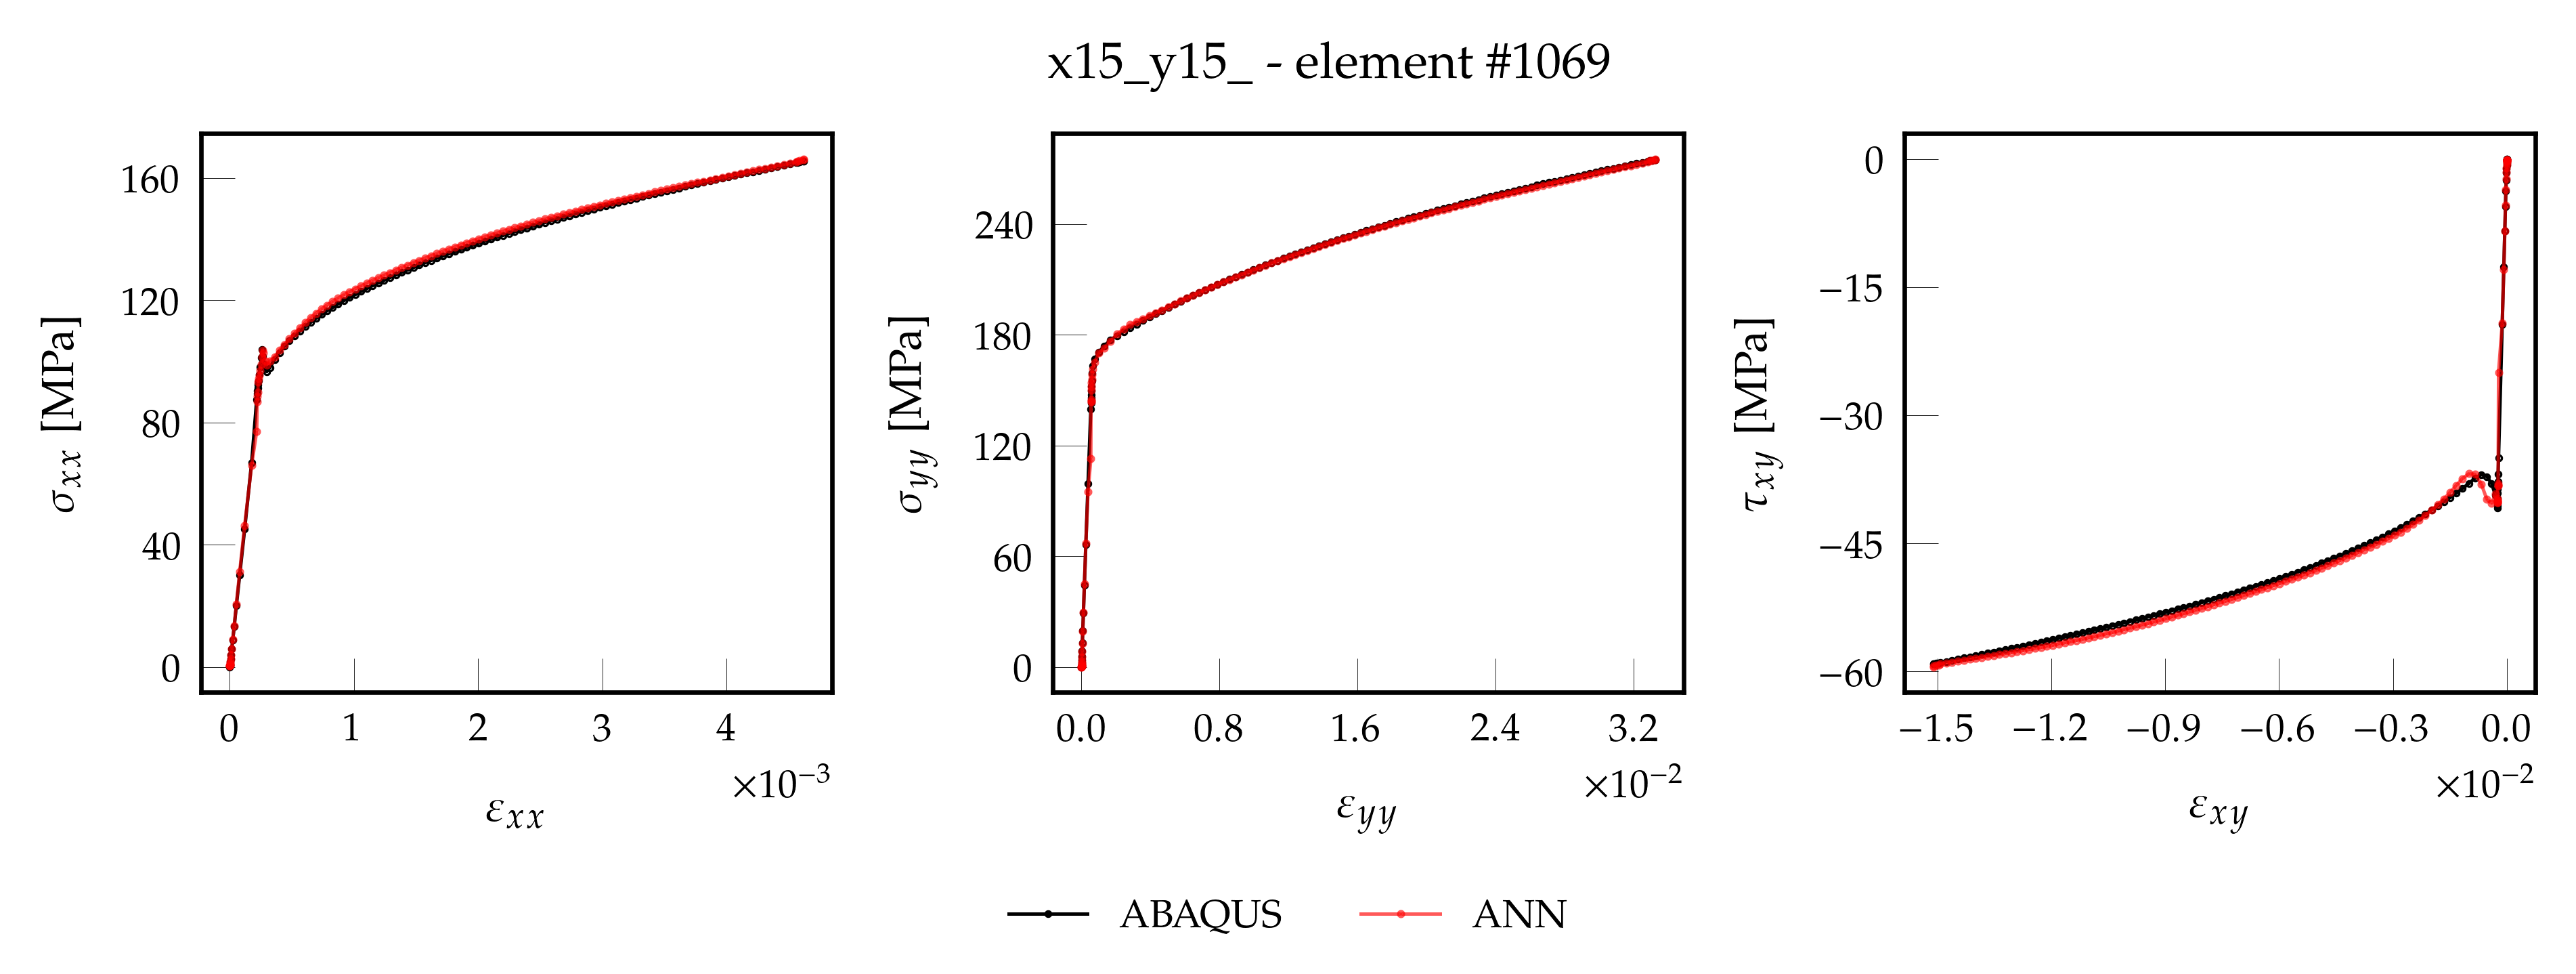 x15_y15_ - element #1069
σxx [MPa]
160
120
80
40
0
0 1 2 3 4
×10−3
εxx
σyy [MPa]
240
180
120
60
0
0.0 0.8 1.6 2.4 3.2
×10−2
εyy
τxy [MPa]
0
−15
−30
−45
−60
−1.5 −1.2 −0.9 −0.6 −0.3 0.0
×10−2
εxy
ABAQUS ANN